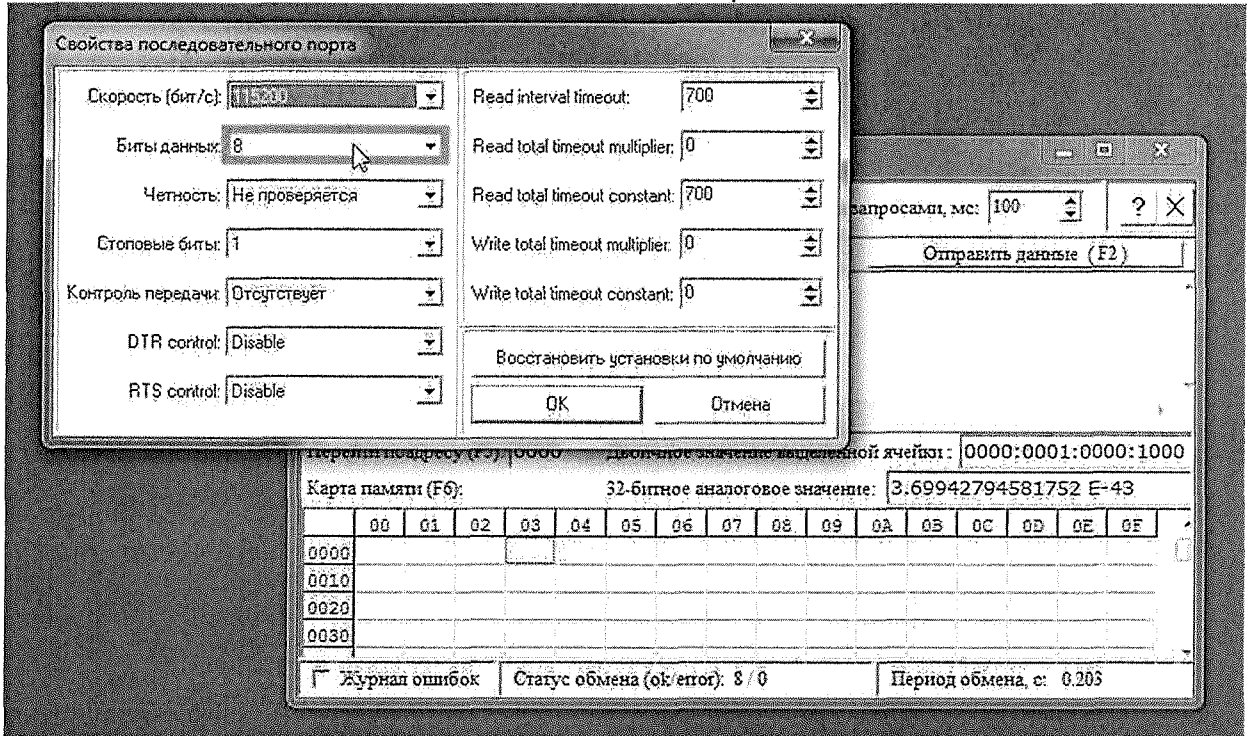 Свойства последовательного порта
Скорость (бит/с): 115200
Биты данных: 8
Четность: Не проверяется
Стоповые биты: 1
Контроль передачи: Отсутствует
DTR control: Disable
RTS control: Disable
Read interval timeout: 700
Read total timeout multiplier: 0
Read total timeout constant: 700
Write total timeout multiplier: 0
Write total timeout constant: 0
Восстановить установки по умолчанию
OK Отмена
запросами, мс: 100 ?
Отправить данные (F2)
Перейти по адресу (F5): 0000 Двоичное значение выделенной ячейки: 0000:0001:0000:1000
Карта памяти (F6): 32-битное аналоговое значение: 3.69942794581752 E-43
00 01 02 03 04 05 06 07 08 09 0A 0B 0C 0D 0E 0F
0000
0010
0020
0030
Журнал ошибок Статус обмена (ok/error): 8 / 0 Период обмена, с: 0.203